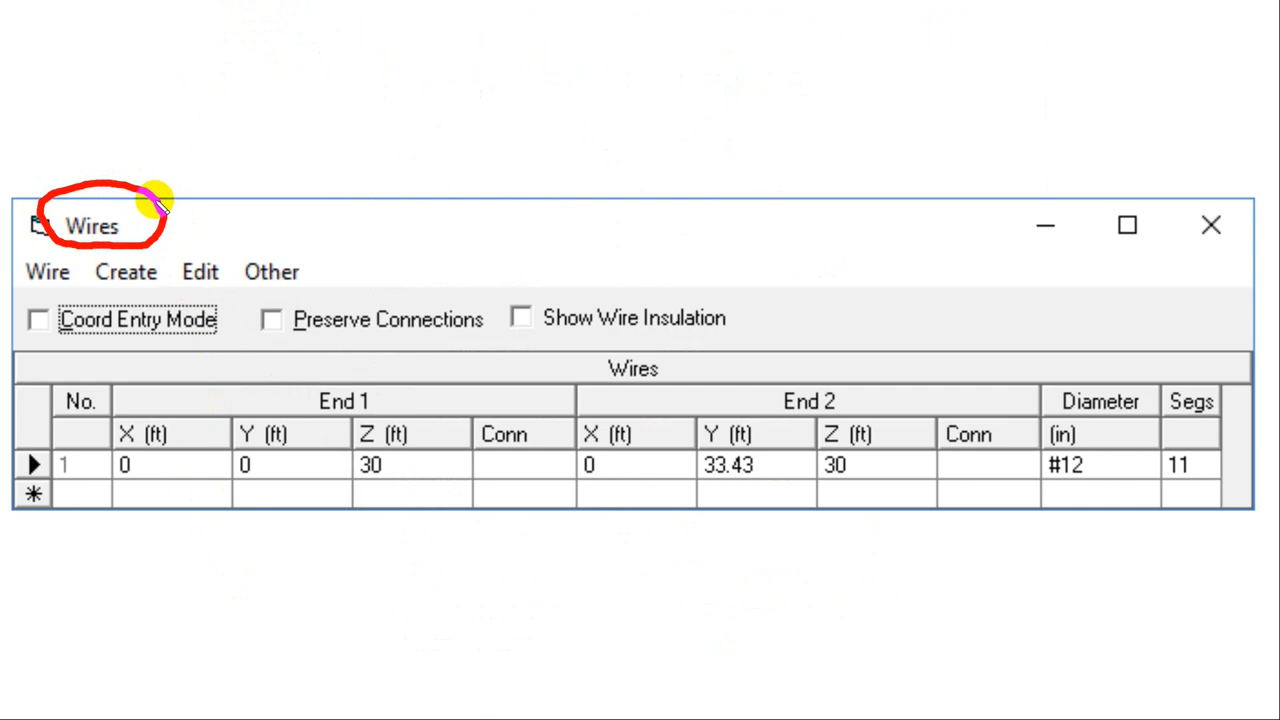 Wires
Wire Create Edit Other
Coord Entry Mode Preserve Connections Show Wire Insulation
Wires
No. End 1 End 2 Diameter Segs
X (ft) Y (ft) Z (ft) Conn X (ft) Y (ft) Z (ft) Conn (in)
1 0 0 30 0 33.43 30 #12 11